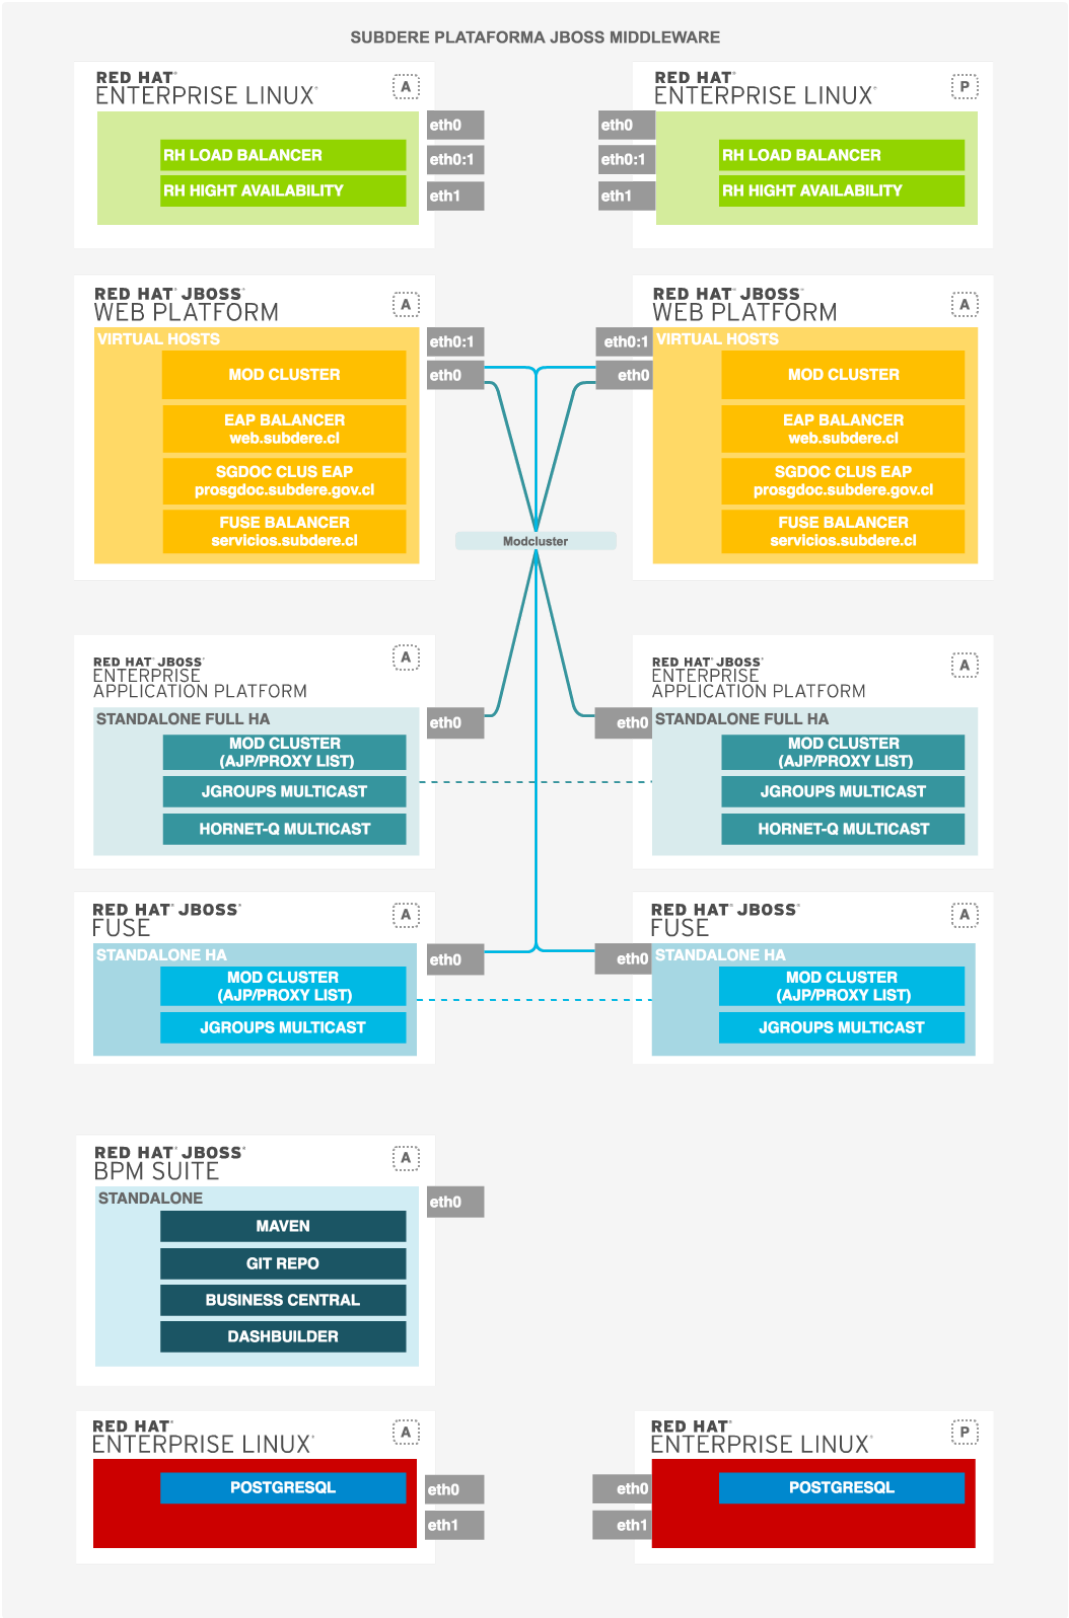 SUBDERE PLATAFORMA JBOSS MIDDLEWARE
RED HAT®
ENTERPRISE LINUX®
A
eth0
RH LOAD BALANCER
eth0:1
RH HIGHT AVAILABILITY
eth1
RED HAT®
ENTERPRISE LINUX®
P
eth0
RH LOAD BALANCER
eth0:1
RH HIGHT AVAILABILITY
eth1
RED HAT® JBOSS®
WEB PLATFORM
A
VIRTUAL HOSTS
eth0:1
MOD CLUSTER
eth0
EAP BALANCER
web.subdere.cl
SGDOC CLUS EAP
prosgdoc.subdere.gov.cl
FUSE BALANCER
servicios.subdere.cl
RED HAT® JBOSS®
WEB PLATFORM
A
eth0:1
VIRTUAL HOSTS
eth0
MOD CLUSTER
EAP BALANCER
web.subdere.cl
SGDOC CLUS EAP
prosgdoc.subdere.gov.cl
FUSE BALANCER
servicios.subdere.cl
Modcluster
RED HAT® JBOSS®
ENTERPRISE
APPLICATION PLATFORM
A
STANDALONE FULL HA
eth0
MOD CLUSTER
(AJP/PROXY LIST)
JGROUPS MULTICAST
HORNET-Q MULTICAST
RED HAT® JBOSS®
ENTERPRISE
APPLICATION PLATFORM
A
eth0
STANDALONE FULL HA
MOD CLUSTER
(AJP/PROXY LIST)
JGROUPS MULTICAST
HORNET-Q MULTICAST
RED HAT® JBOSS®
FUSE
A
STANDALONE HA
eth0
MOD CLUSTER
(AJP/PROXY LIST)
JGROUPS MULTICAST
RED HAT® JBOSS®
FUSE
A
eth0
STANDALONE HA
MOD CLUSTER
(AJP/PROXY LIST)
JGROUPS MULTICAST
RED HAT® JBOSS®
BPM SUITE
A
STANDALONE
eth0
MAVEN
GIT REPO
BUSINESS CENTRAL
DASHBUILDER
RED HAT®
ENTERPRISE LINUX®
A
POSTGRESQL
eth0
eth1
RED HAT®
ENTERPRISE LINUX®
P
eth0
POSTGRESQL
eth1